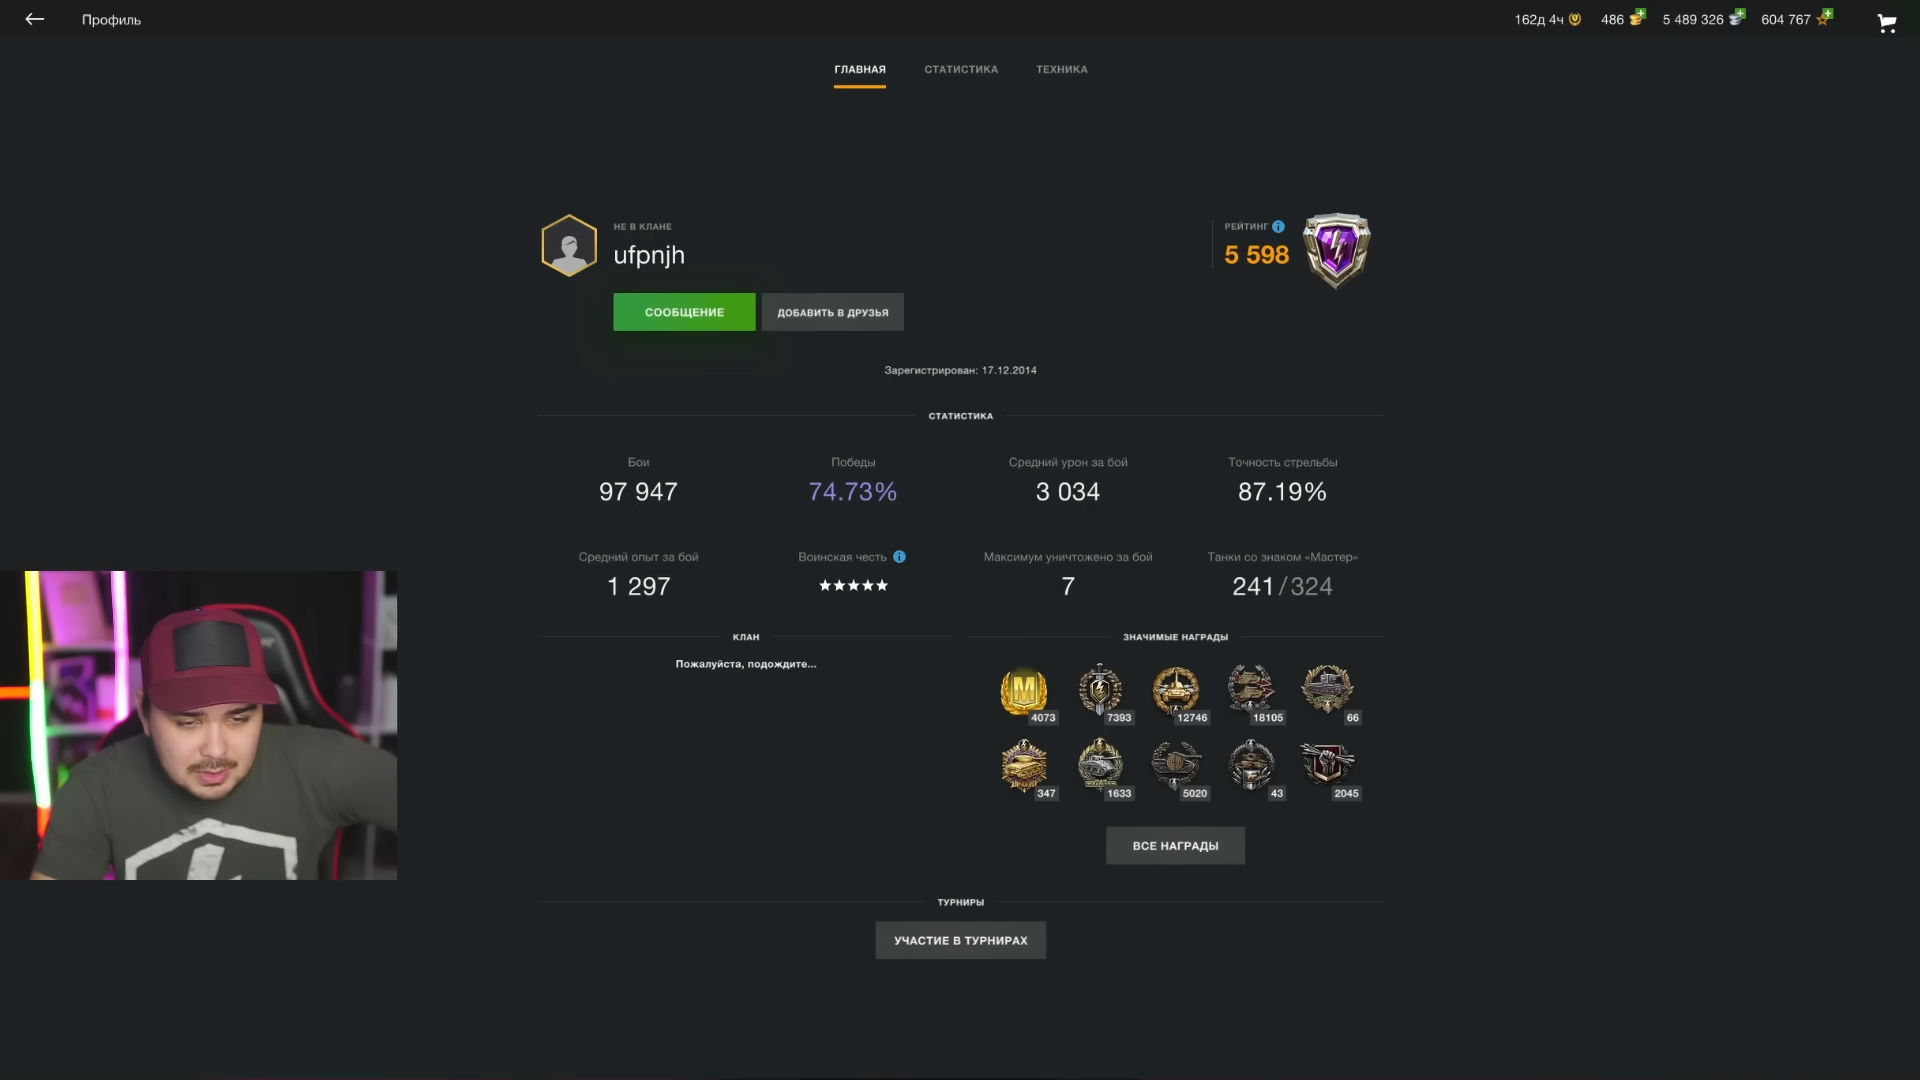 Профиль
162д 4ч
486
5 489 326
604 767
ГЛАВНАЯ
СТАТИСТИКА
ТЕХНИКА
НЕ В КЛАНЕ
ufpnjh
РЕЙТИНГ
5 598
СООБЩЕНИЕ
ДОБАВИТЬ В ДРУЗЬЯ
Зарегистрирован: 17.12.2014
СТАТИСТИКА
Бои
97 947
Победы
74.73%
Средний урон за бой
3 034
Точность стрельбы
87.19%
Средний опыт за бой
1 297
Воинская честь
Максимум уничтожено за бой
7
Танки со знаком «Мастер»
241/324
КЛАН
Пожалуйста, подождите...
ЗНАЧИМЫЕ НАГРАДЫ
M
4073
7393
12746
18105
66
347
1633
5020
43
2045
ВСЕ НАГРАДЫ
ТУРНИРЫ
УЧАСТИЕ В ТУРНИРАХ